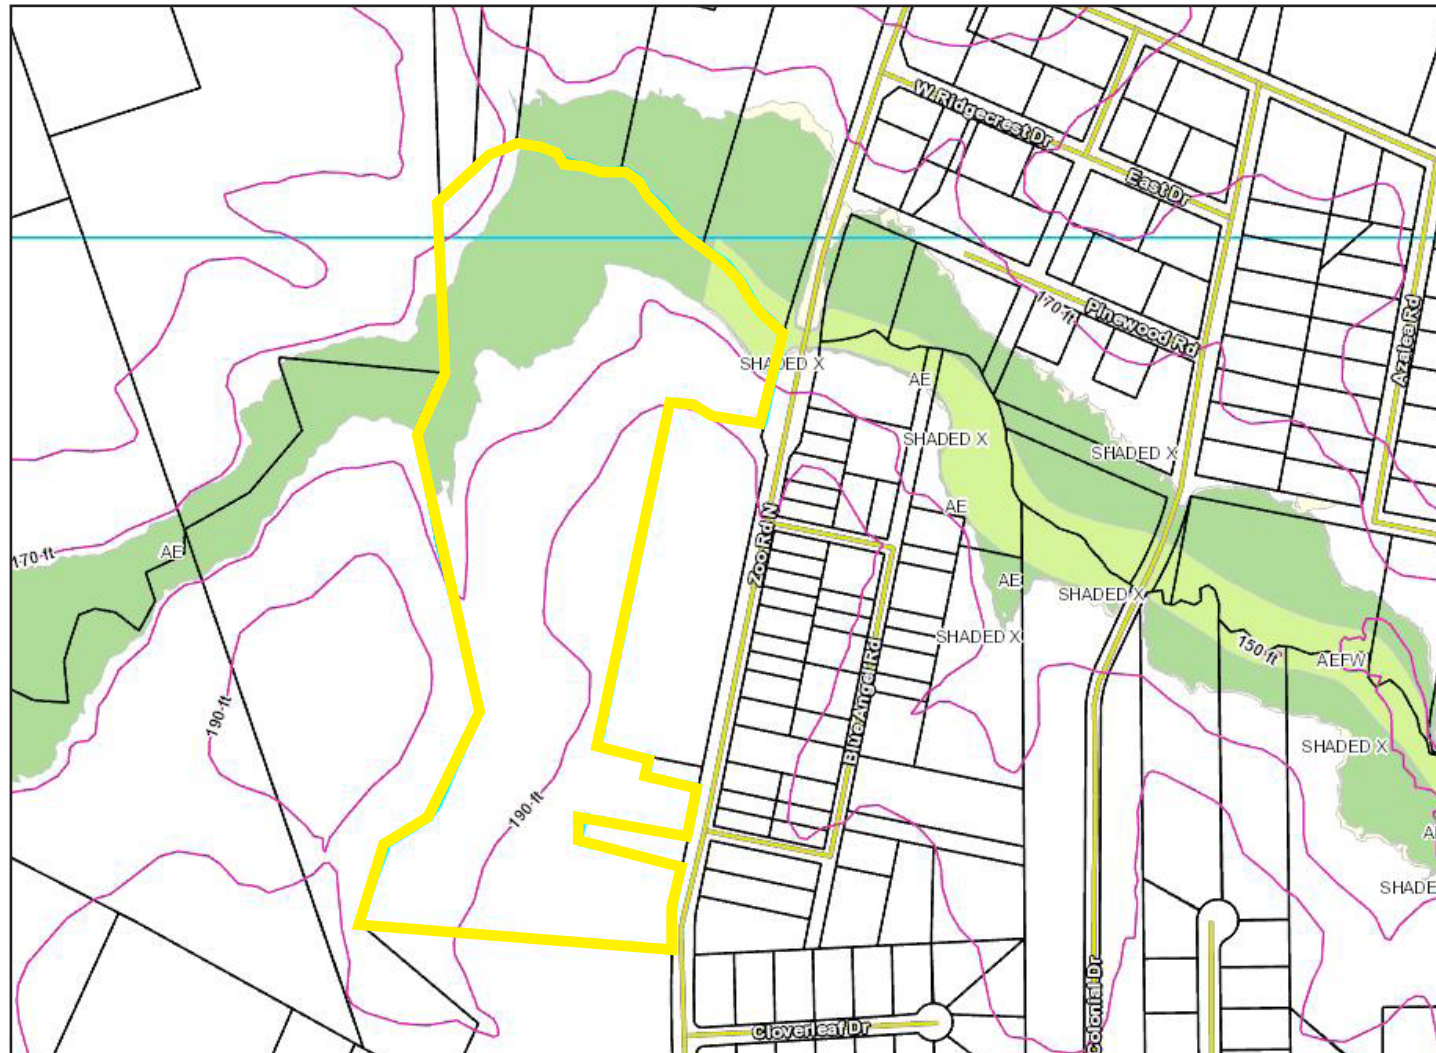 W Ridgecrest Dr
East Dr
170-ft
Pinewood Rd
Azalea Rd
SHADED X
AE
SHADED X
SHADED X
AE
Zoo Rd N
170-ft
AE
AE
SHADED X
SHADED X
150-ft
AEFW
Blue Angel Rd
190-ft
SHADED X
190-ft
SHADE
Colonial Dr
Cloverleaf Dr